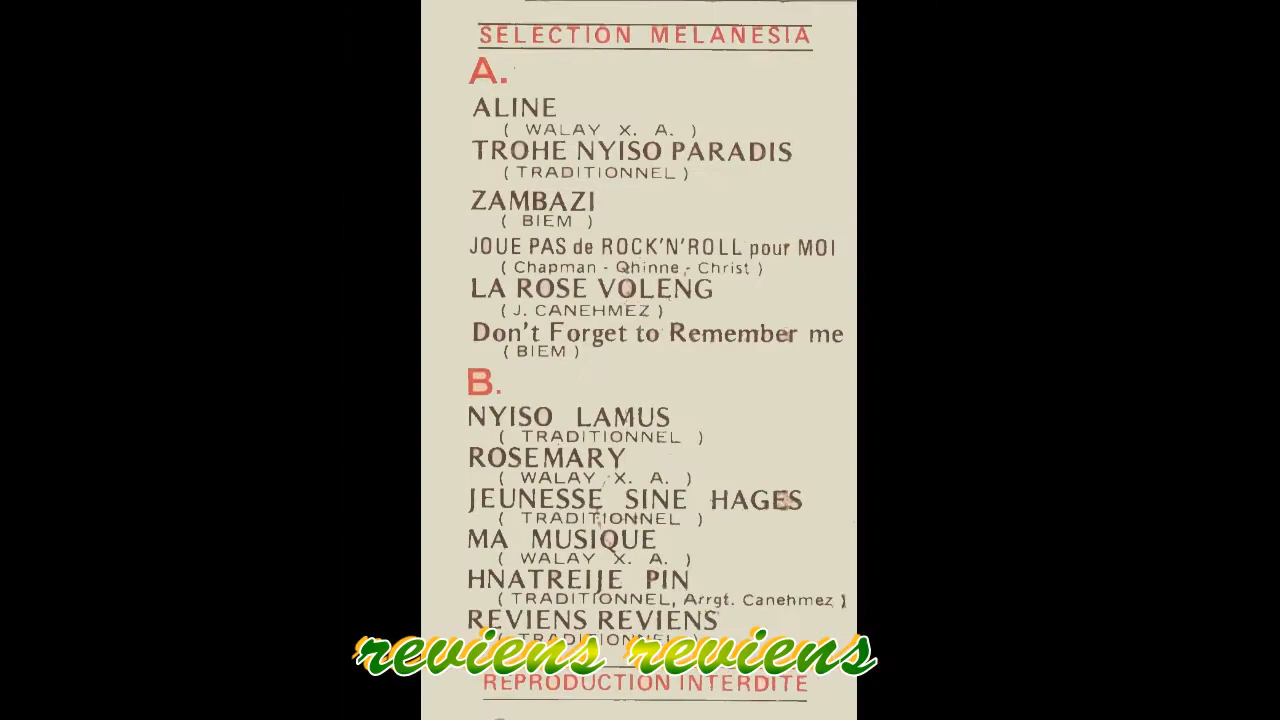 SELECTION MELANESIA
A.
ALINE
( WALAY X. A. )
TROHE NYISO PARADIS
( TRADITIONNEL )
ZAMBAZI
( BIEM )
JOUE PAS de ROCK'N'ROLL pour MOI
( Chapman - Qhinne - Christ )
LA ROSE VOLENG
( J. CANEHMEZ )
Don't Forget to Remember me
( BIEM )
B.
NYISO LAMUS
( TRADITIONNEL )
ROSEMARY
( WALAY X. A. )
JEUNESSE SINE HAGES
( TRADITIONNEL )
MA MUSIQUE
( WALAY X. A. )
HNATREIJE PIN
( TRADITIONNEL, Arrgt. Canehmez )
REVIENS REVIENS
( TRADITIONNEL )
reviens reviens
REPRODUCTION INTERDITE